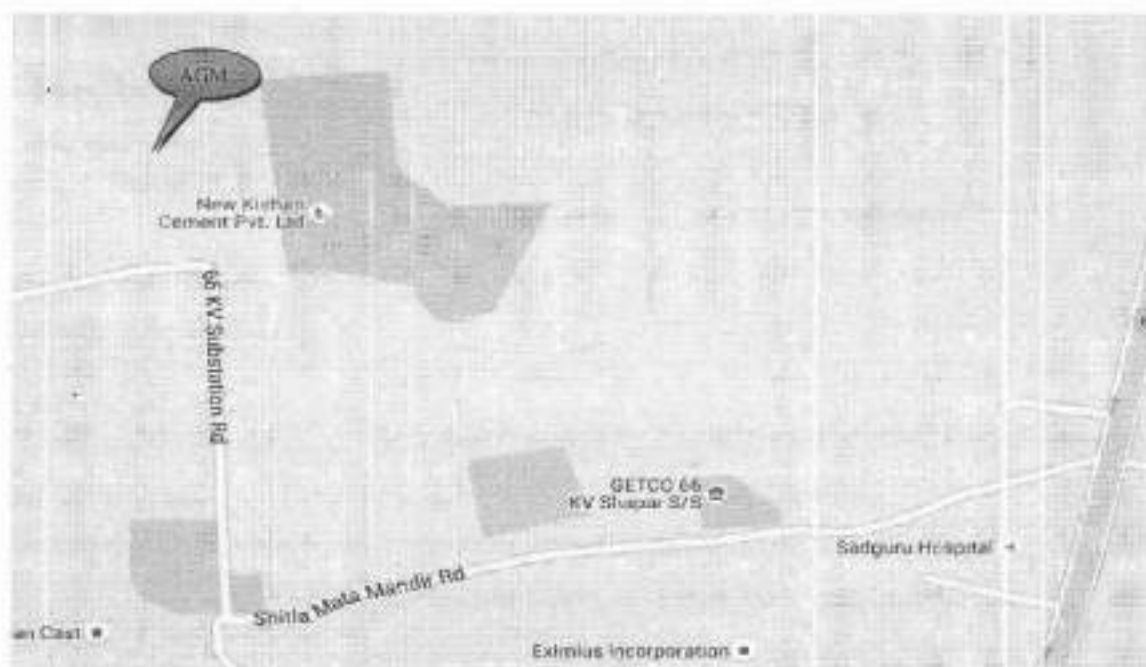 AGM
New
Cement Pvt. Ltd
66 KV Substation Rd
GETCO 66
KV Shapar S/S
Sadguru Hospital
Shitla Mata Mandir Rd
an Cast
Eximius Incorporation